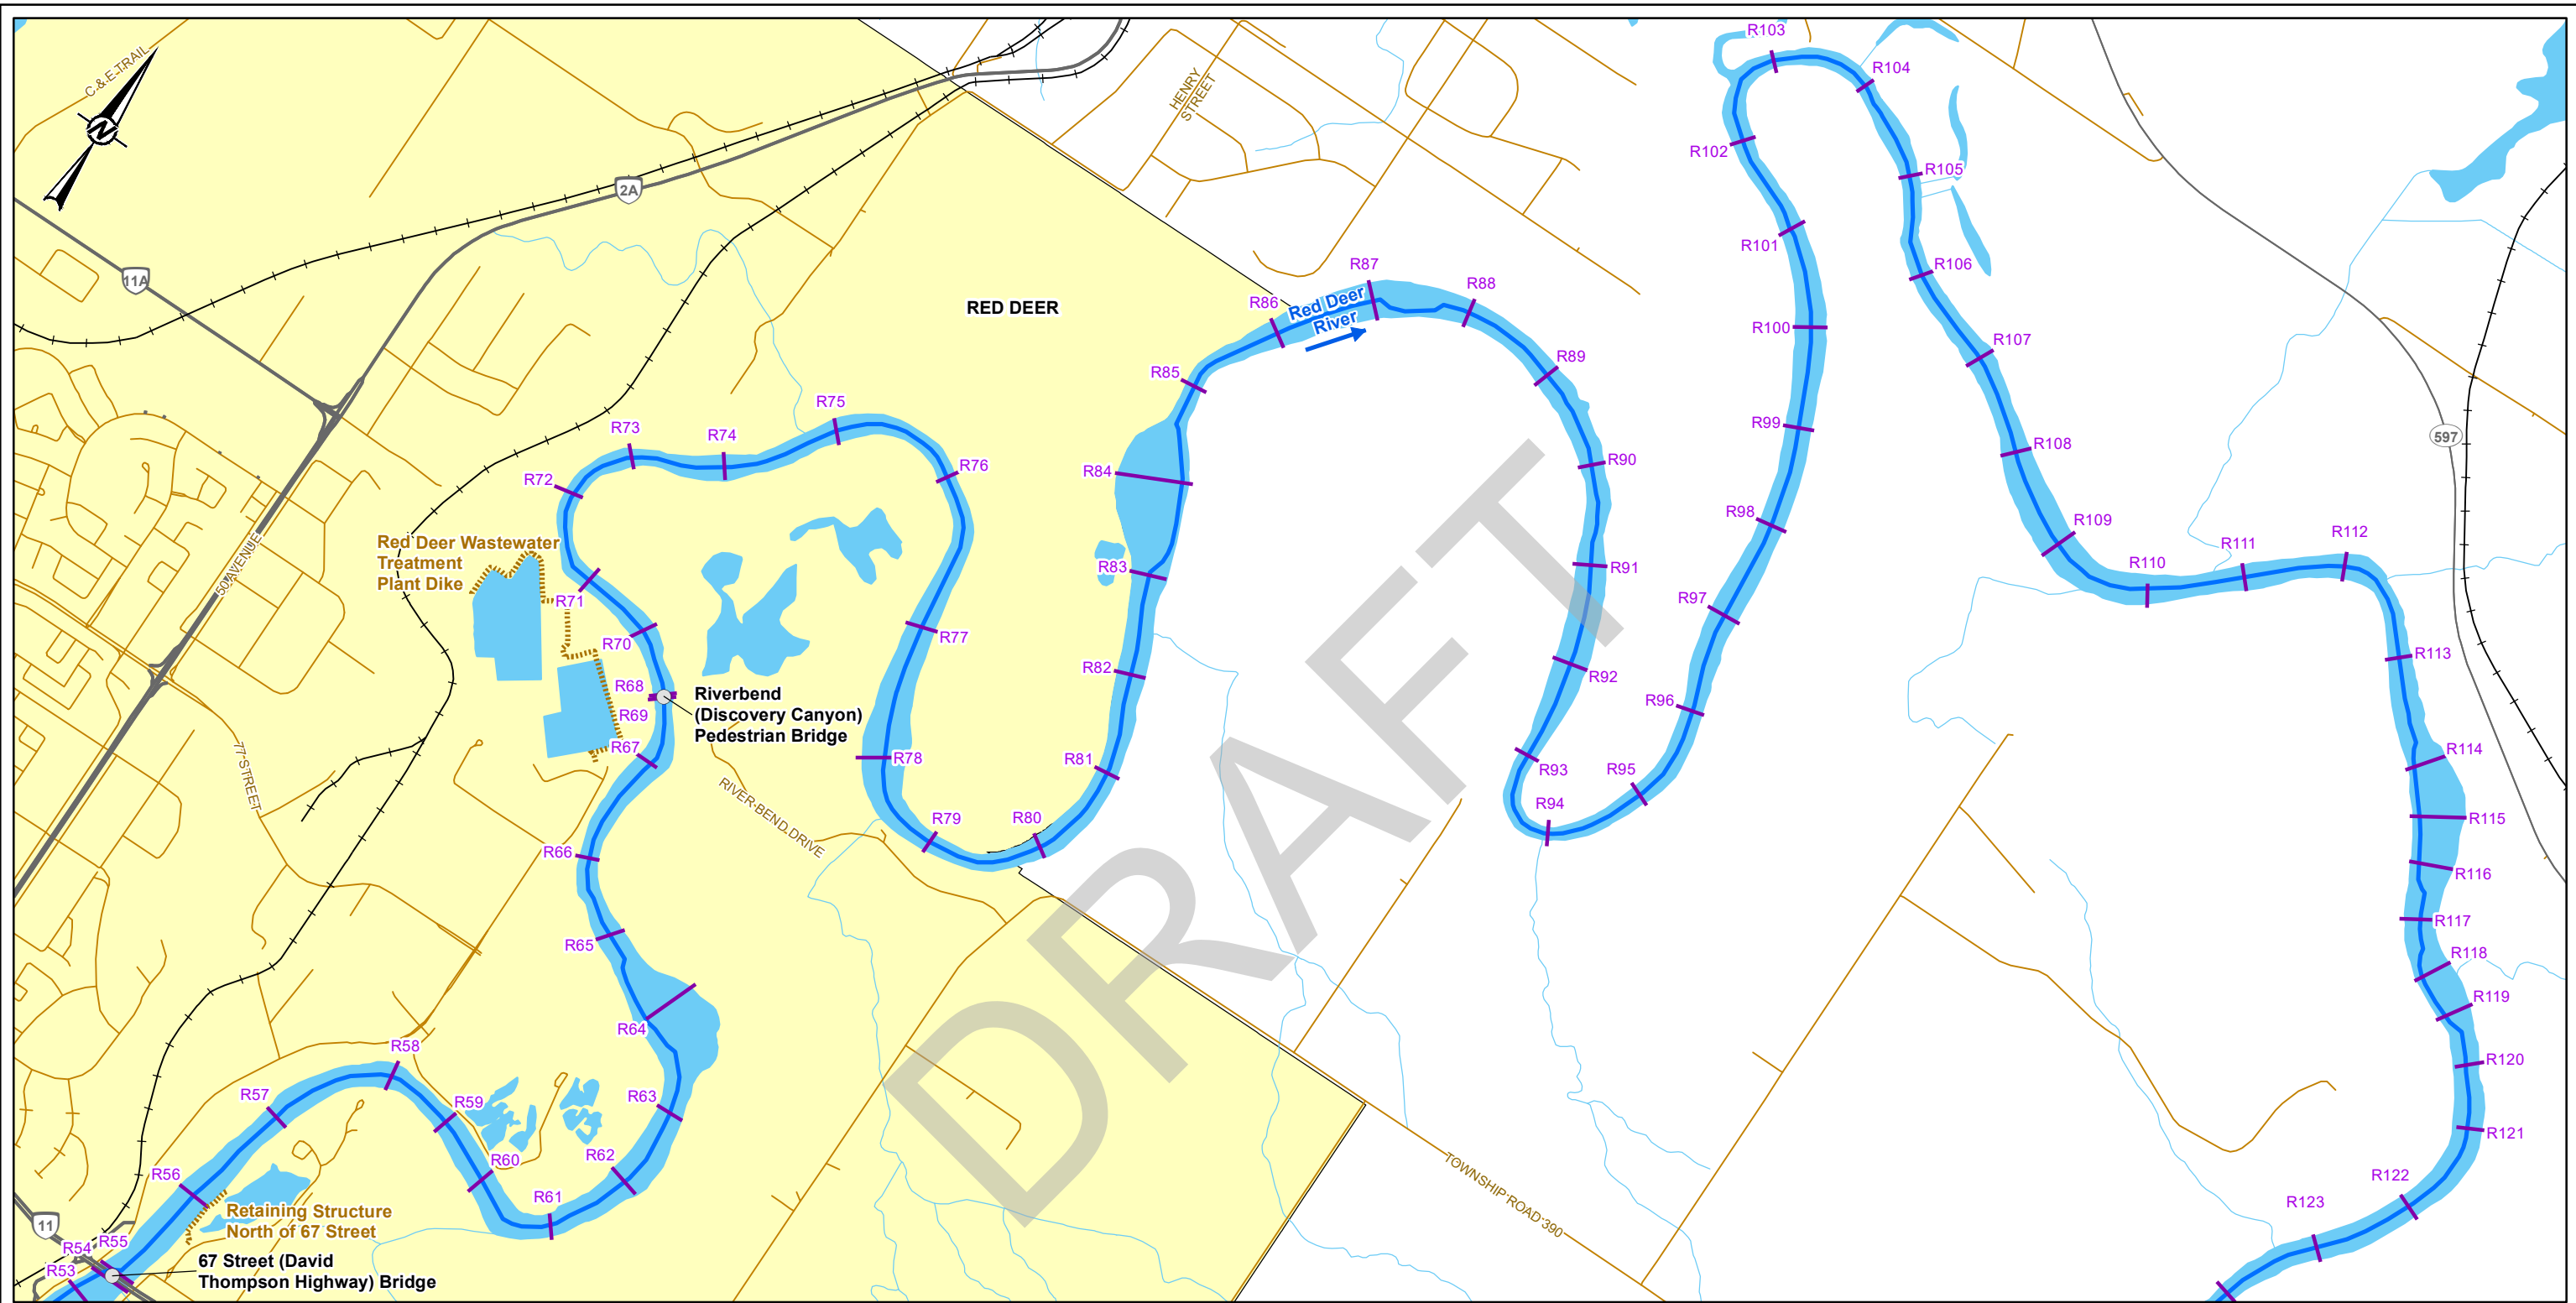 C & E TRAIL
N
2A
11A
HENRY
STREET
RED DEER
Red Deer
River
50 AVENUE
77 STREET
Red Deer Wastewater
Treatment
Plant Dike
Riverbend
(Discovery Canyon)
Pedestrian Bridge
RIVER BEND DRIVE
597
DRAFT
TOWNSHIP ROAD 390
11
Retaining Structure
North of 67 Street
67 Street (David
Thompson Highway) Bridge
R53
R54
R55
R56
R57
R58
R59
R60
R61
R62
R63
R64
R65
R66
R67
R68
R69
R70
R71
R72
R73
R74
R75
R76
R77
R78
R79
R80
R81
R82
R83
R84
R85
R86
R87
R88
R89
R90
R91
R92
R93
R94
R95
R96
R97
R98
R99
R100
R101
R102
R103
R104
R105
R106
R107
R108
R109
R110
R111
R112
R113
R114
R115
R116
R117
R118
R119
R120
R121
R122
R123